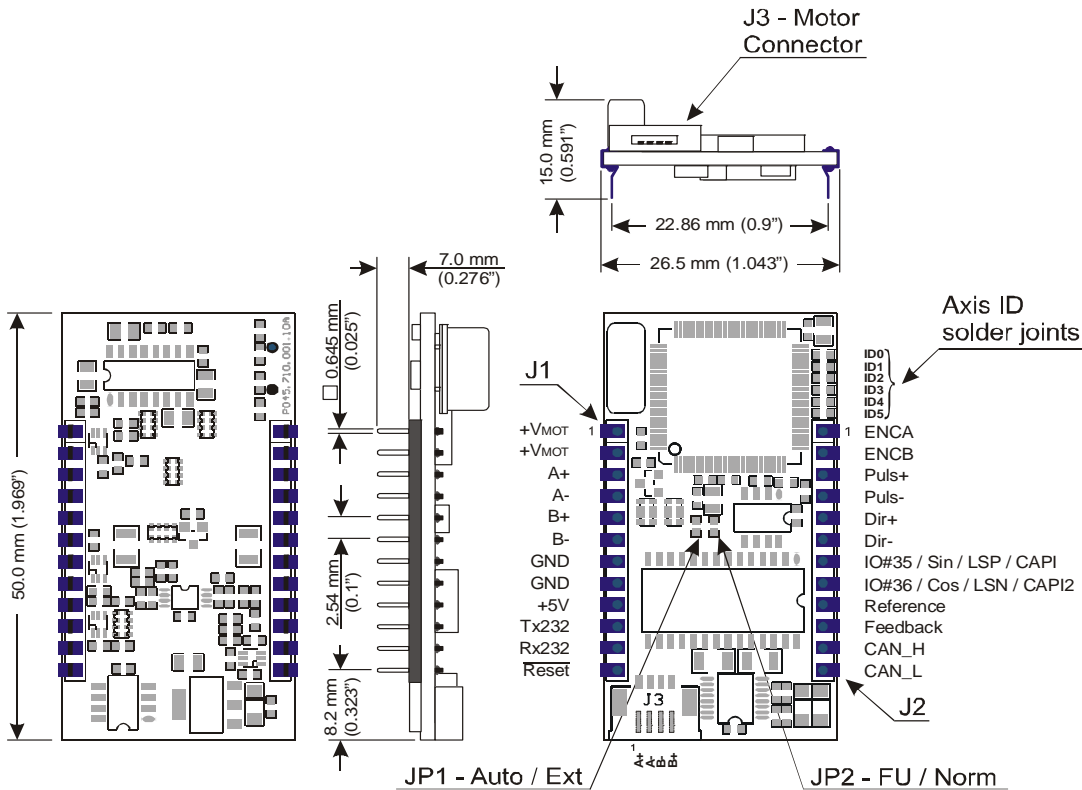 J3 - Motor
Connector
15.0 mm
(0.591")
22.86 mm (0.9")
26.5 mm (1.043")
7.0 mm
(0.276")
0.645 mm
(0.025")
50.0 mm (1.969")
P045.710.001.10A
2.54 mm
(0.1")
8.2 mm
(0.323")
Axis ID
solder joints
ID0
ID1
ID2
ID3
ID4
ID5
J1
1
+VMOT
+VMOT
A+
A-
B+
B-
GND
GND
+5V
Tx232
Rx232
Reset
1
ENCA
ENCB
Puls+
Puls-
Dir+
Dir-
IO#35 / Sin / LSP / CAPI
IO#36 / Cos / LSN / CAPI2
Reference
Feedback
CAN_H
CAN_L
J2
J3
1
A+
A-
B-
B+
JP1 - Auto / Ext
JP2 - FU / Norm